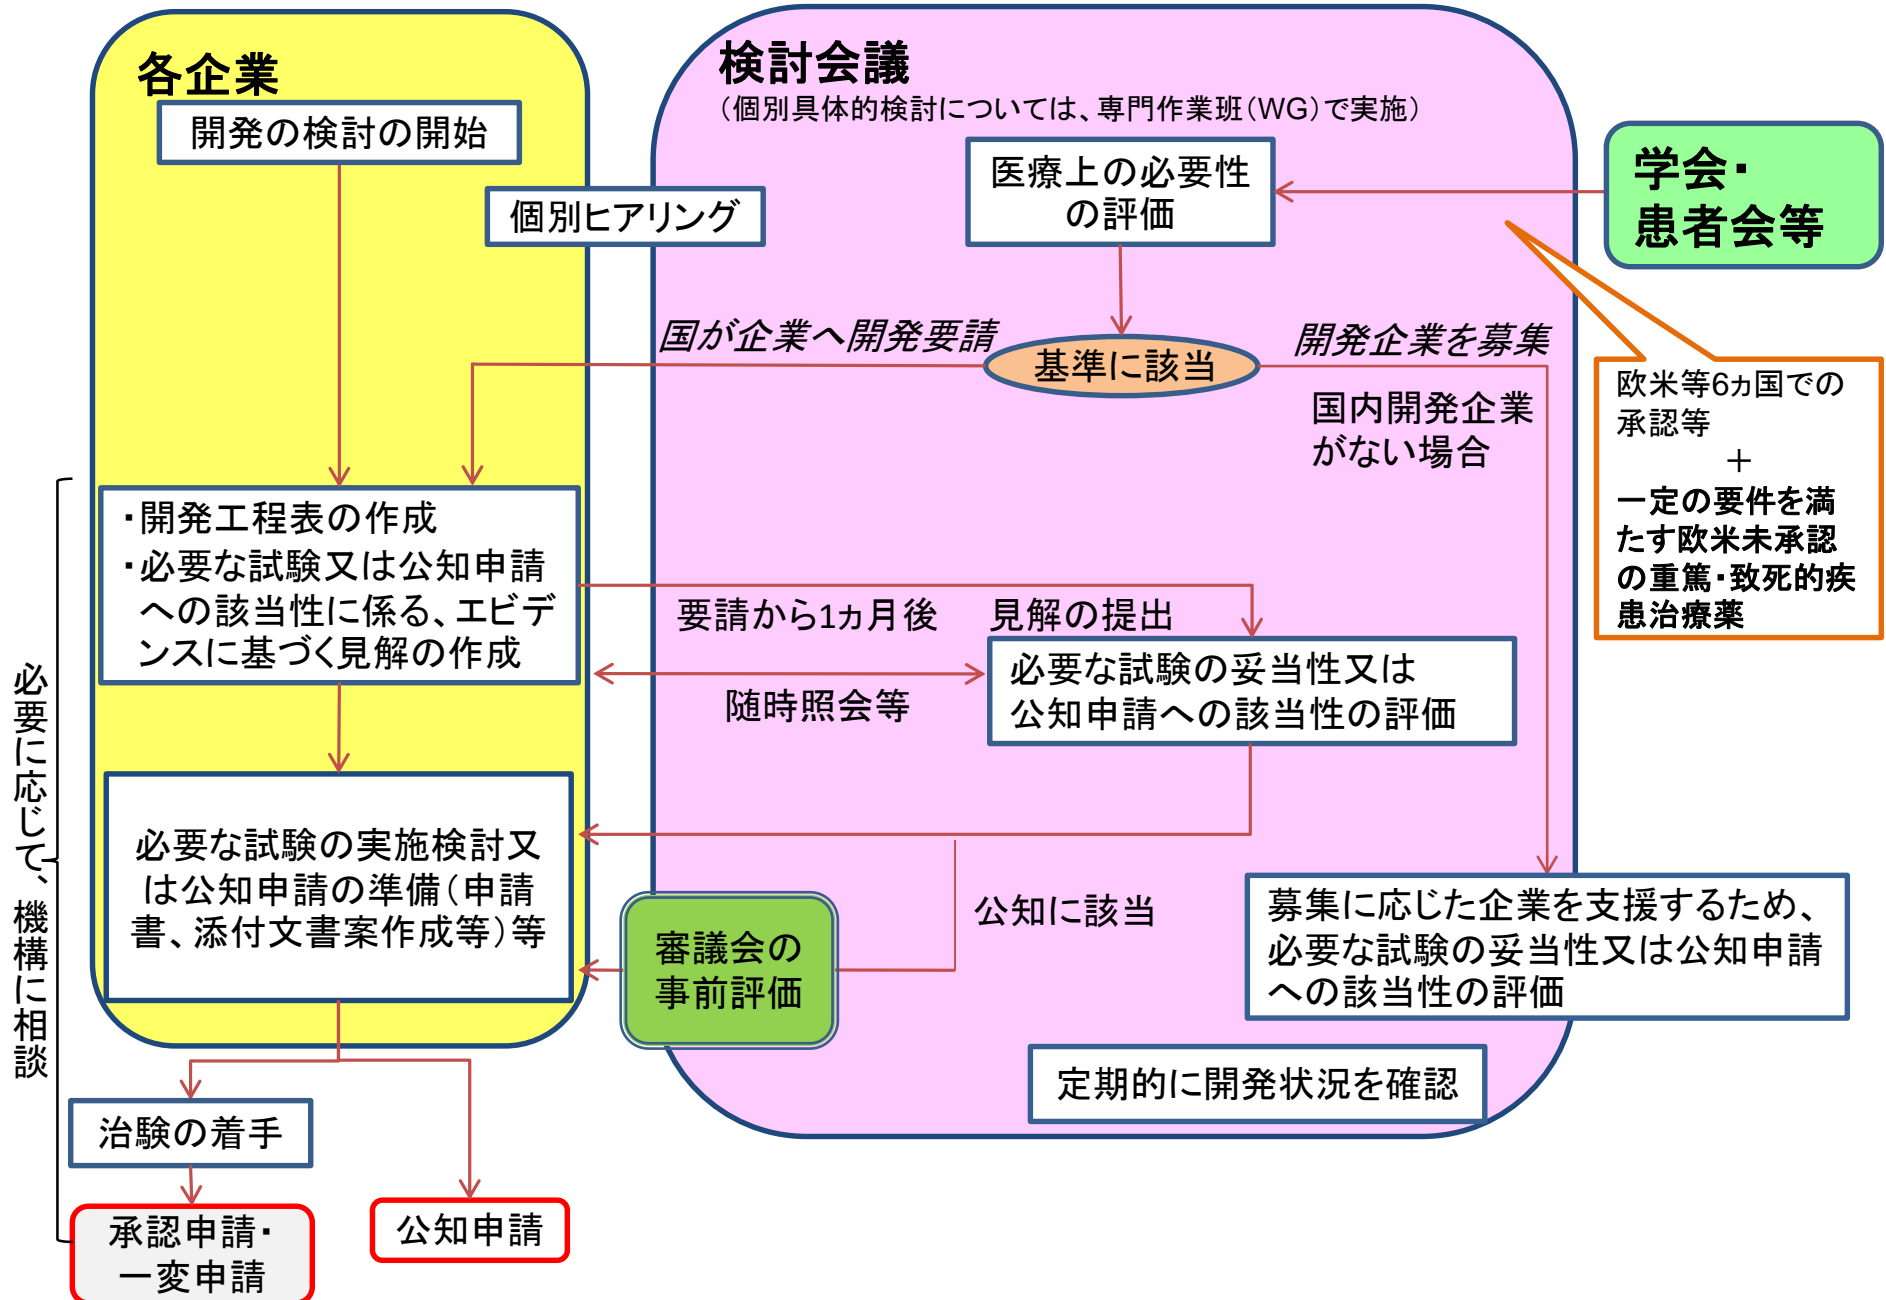 各企業
開発の検討の開始
個別ヒアリング
検討会議
（個別具体的検討については、専門作業班（WG）で実施）
医療上の必要性
の評価
学会・
患者会等
国が企業へ開発要請
基準に該当
開発企業を募集
国内開発企業
がない場合
欧米等6ヵ国での
承認等
＋
一定の要件を満
たす欧米未承認
の重篤・致死的疾
患治療薬
・開発工程表の作成
・必要な試験又は公知申請
への該当性に係る、エビデ
ンスに基づく見解の作成
要請から1ヵ月後　見解の提出
随時照会等
必要な試験の妥当性又は
公知申請への該当性の評価
必要な試験の実施検討又
は公知申請の準備（申請
書、添付文書案作成等）等
審議会の
事前評価
公知に該当
募集に応じた企業を支援するため、
必要な試験の妥当性又は公知申請
への該当性の評価
定期的に開発状況を確認
必要に応じて、機構に相談
治験の着手
承認申請・
一変申請
公知申請